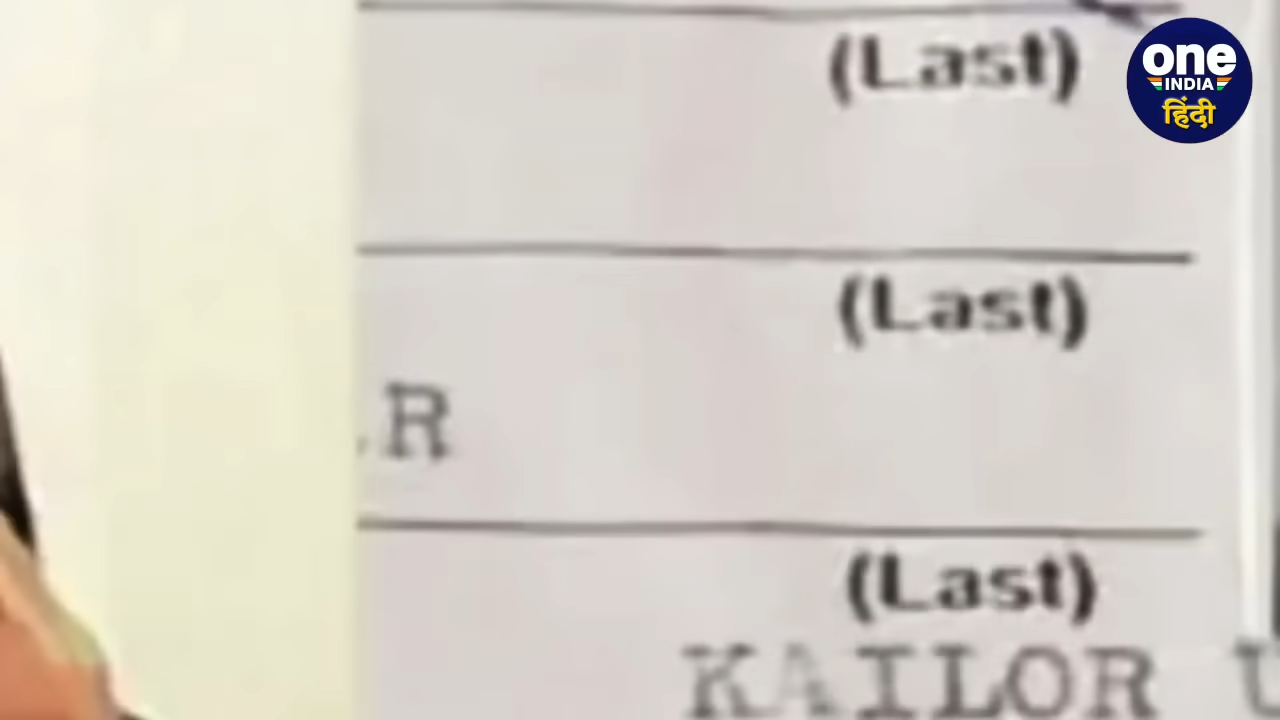 (Last)
one
INDIA
हिंदी
(Last)
R
(Last)
KAILOR